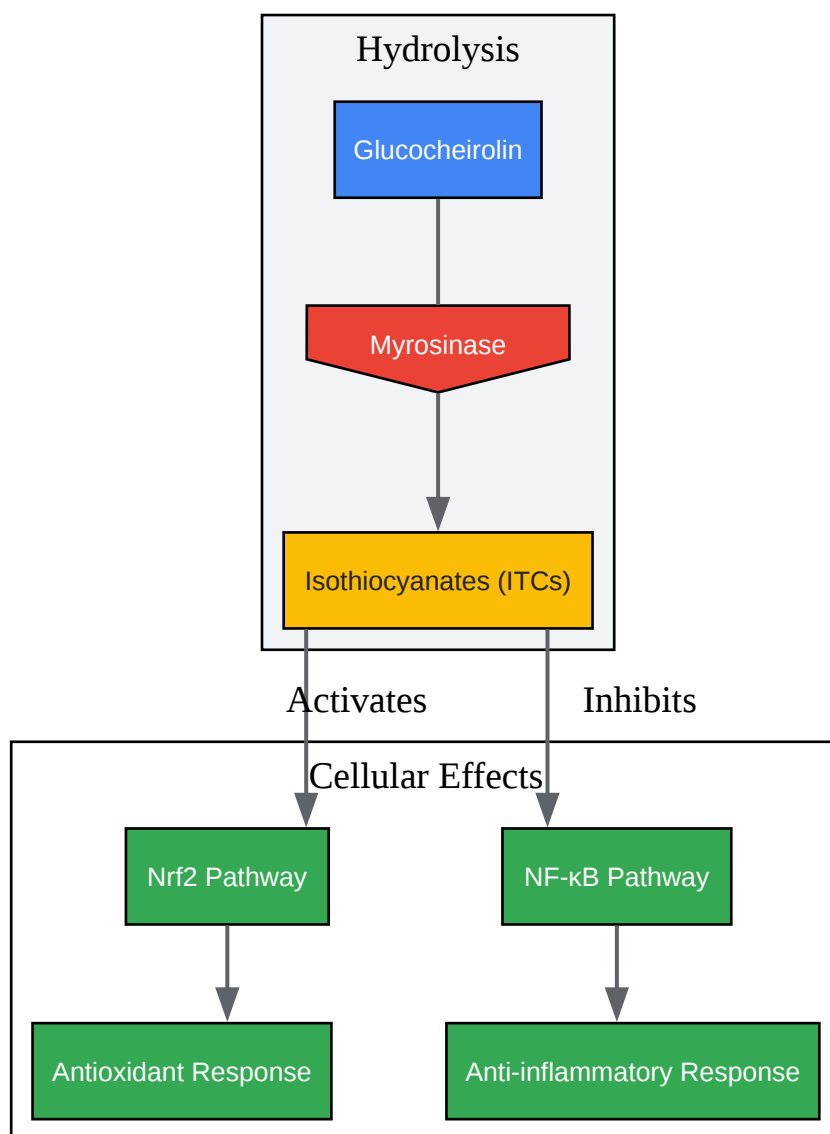 Hydrolysis
Glucocheirolin
Myrosinase
Isothiocyanates (ITCs)
Activates
Inhibits
Cellular Effects
Nrf2 Pathway
NF-κB Pathway
Antioxidant Response
Anti-inflammatory Response